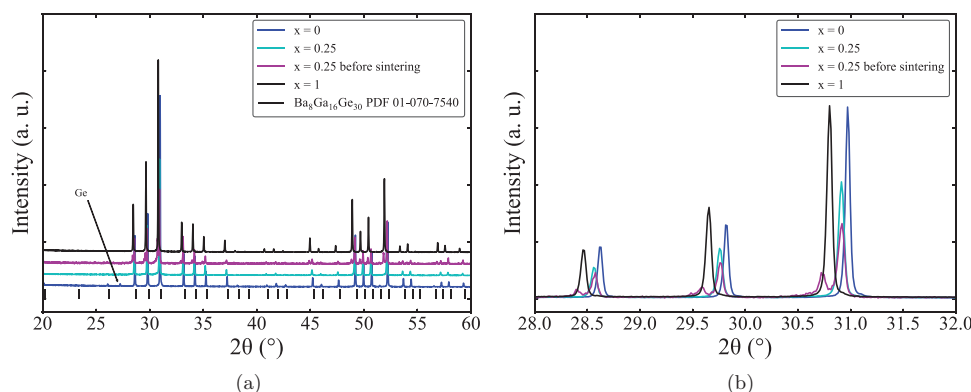 x = 0
x = 0.25
x = 0.25 before sintering
x = 1
Ba₈Ga₁₆Ge₃₀ PDF 01-070-7540
Ge
Intensity (a. u.)
20 25 30 35 40 45 50 55 60
2θ (°)
(a)
x = 0
x = 0.25
x = 0.25 before sintering
x = 1
Intensity (a. u.)
28.0 28.5 29.0 29.5 30.0 30.5 31.0 31.5 32.0
2θ (°)
(b)